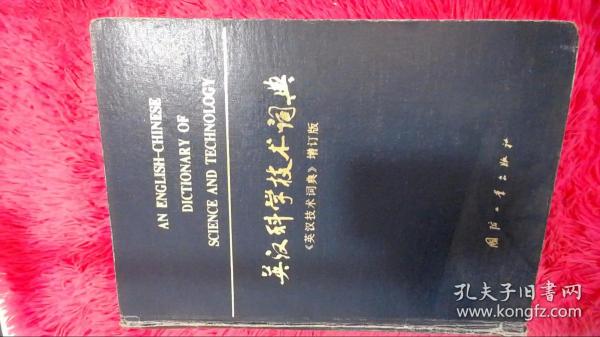 AN ENGLISH-CHINESE
DICTIONARY OF
SCIENCE AND TECHNOLOGY
英汉科学技术词典
《英汉技术词典》增订版
国防工业出版社
孔夫子旧书网
www.kongfz.com